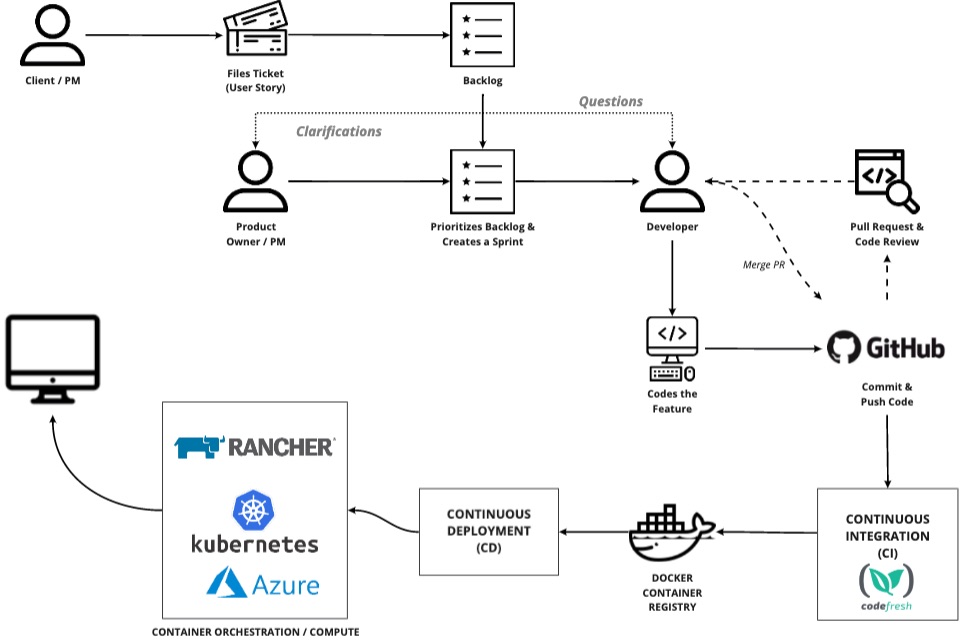 Client / PM
Files Ticket
(User Story)
Backlog
Questions
Clarifications
Product
Owner / PM
Prioritizes Backlog &
Creates a Sprint
Developer
Pull Request &
Code Review
Merge PR
</>
</>
GitHub
Codes the
Feature
Commit &
Push Code
RANCHER
kubernetes
Azure
CONTAINER ORCHESTRATION / COMPUTE
CONTINUOUS
DEPLOYMENT
(CD)
DOCKER
CONTAINER
REGISTRY
CONTINUOUS
INTEGRATION
(CI)
codefresh